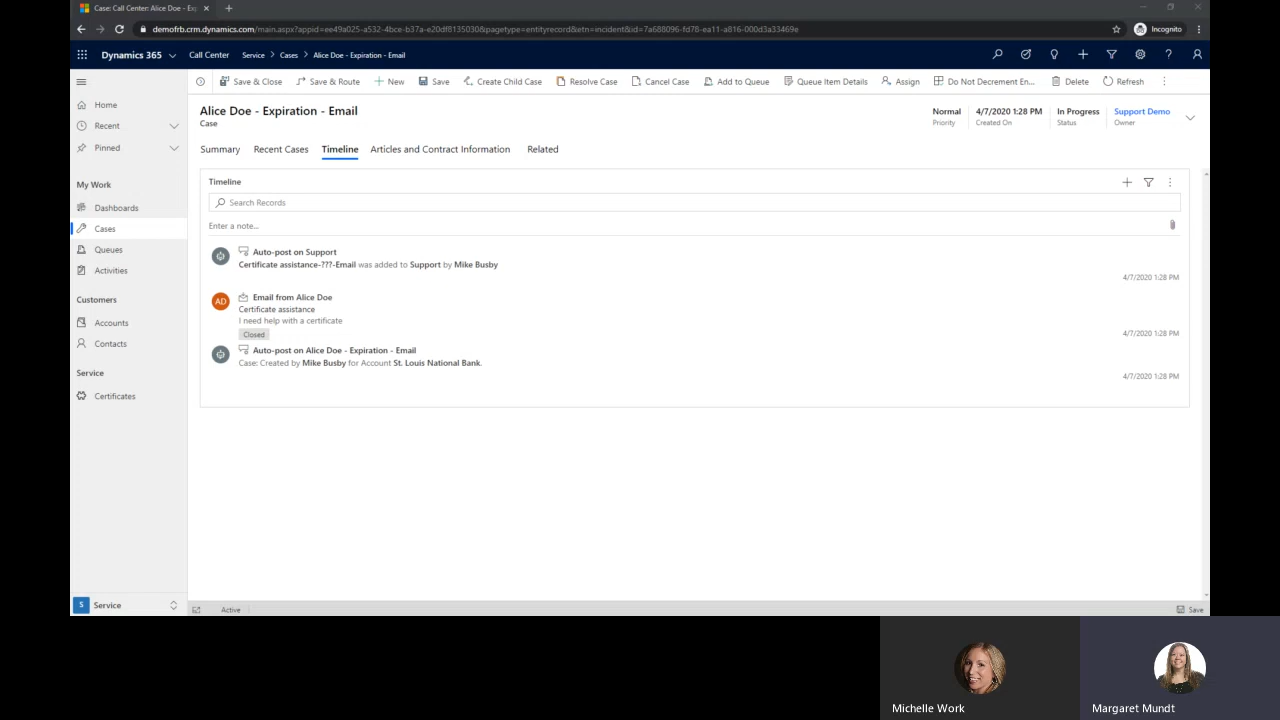 Case: Call Center: Alice Doe - Ex
demofrb.crm.dynamics.com/main.aspx?appid=ee49a025-a532-4bce-b37a-e20df8135030&pagetype=entityrecord&etn=incident&id=7a688096-fd78-ea11-a816-000d3a33469e
Incognito
Dynamics 365 Call Center Service > Cases > Alice Doe - Expiration - Email
Save & Close Save & Route New Save Create Child Case Resolve Case Cancel Case Add to Queue Queue Item Details Assign Do Not Decrement En... Delete Refresh
Home
Recent
Pinned
My Work
Dashboards
Cases
Queues
Activities
Customers
Accounts
Contacts
Service
Certificates
S Service
Alice Doe - Expiration - Email
Case
Normal 4/7/2020 1:28 PM In Progress Support Demo
Priority Created On Status Owner
Summary Recent Cases Timeline Articles and Contract Information Related
Timeline
Search Records
Enter a note...
Auto-post on Support
Certificate assistance-???-Email was added to Support by Mike Busby
4/7/2020 1:28 PM
AD Email from Alice Doe
Certificate assistance
I need help with a certificate
Closed
4/7/2020 1:28 PM
Auto-post on Alice Doe - Expiration - Email
Case: Created by Mike Busby for Account St. Louis National Bank.
4/7/2020 1:28 PM
Active
Save
Michelle Work
Margaret Mundt